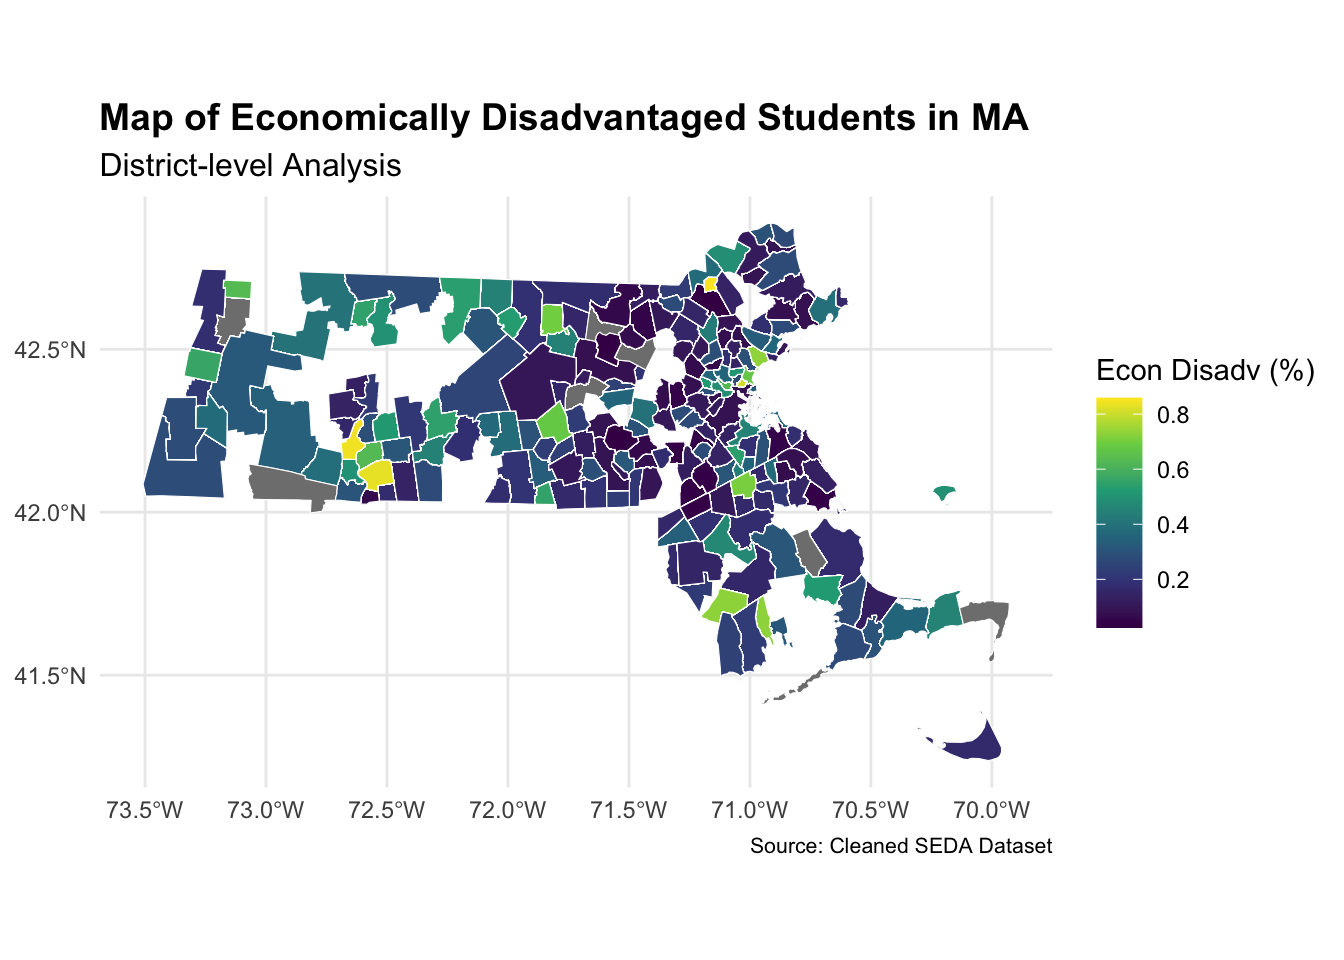 Map of Economically Disadvantaged Students in MA
District-level Analysis
42.5°N
42.0°N
41.5°N
73.5°W 73.0°W 72.5°W 72.0°W 71.5°W 71.0°W 70.5°W 70.0°W
Econ Disadv (%)
0.8
0.6
0.4
0.2
Source: Cleaned SEDA Dataset